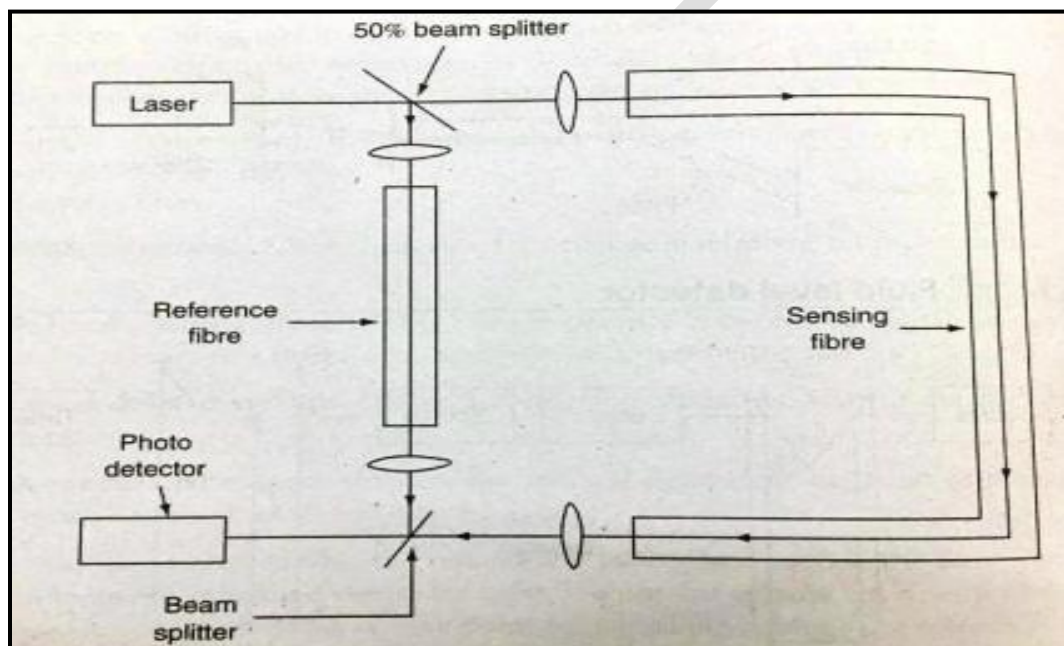 50% beam splitter
Laser
Reference
fibre
Sensing
fibre
Photo
detector
Beam
splitter